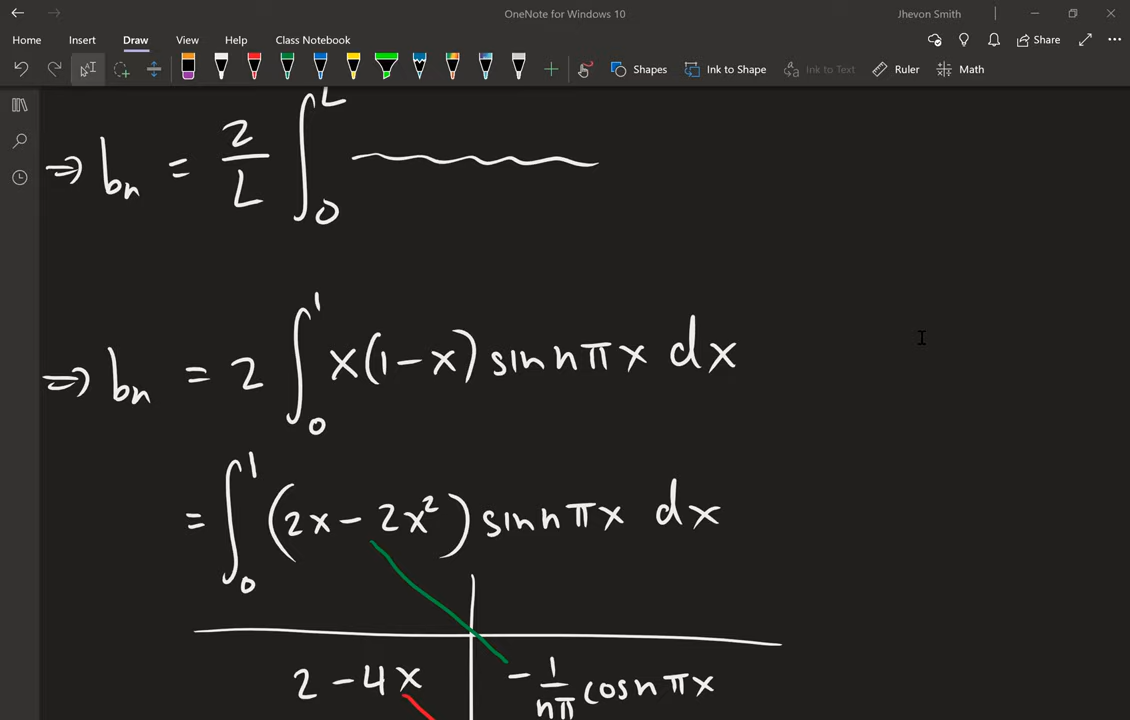 OneNote for Windows 10
Jhevon Smith
Home Insert Draw View Help Class Notebook
Share
Shapes Ink to Shape Ink to Text Ruler Math
⇒ bₙ = 2/L ∫₀ᴸ
⇒ bₙ = 2 ∫₀¹ x(1-x) sin nπx dx
= ∫₀¹ (2x - 2x²) sin nπx dx
2 - 4x | - 1/nπ cos nπx